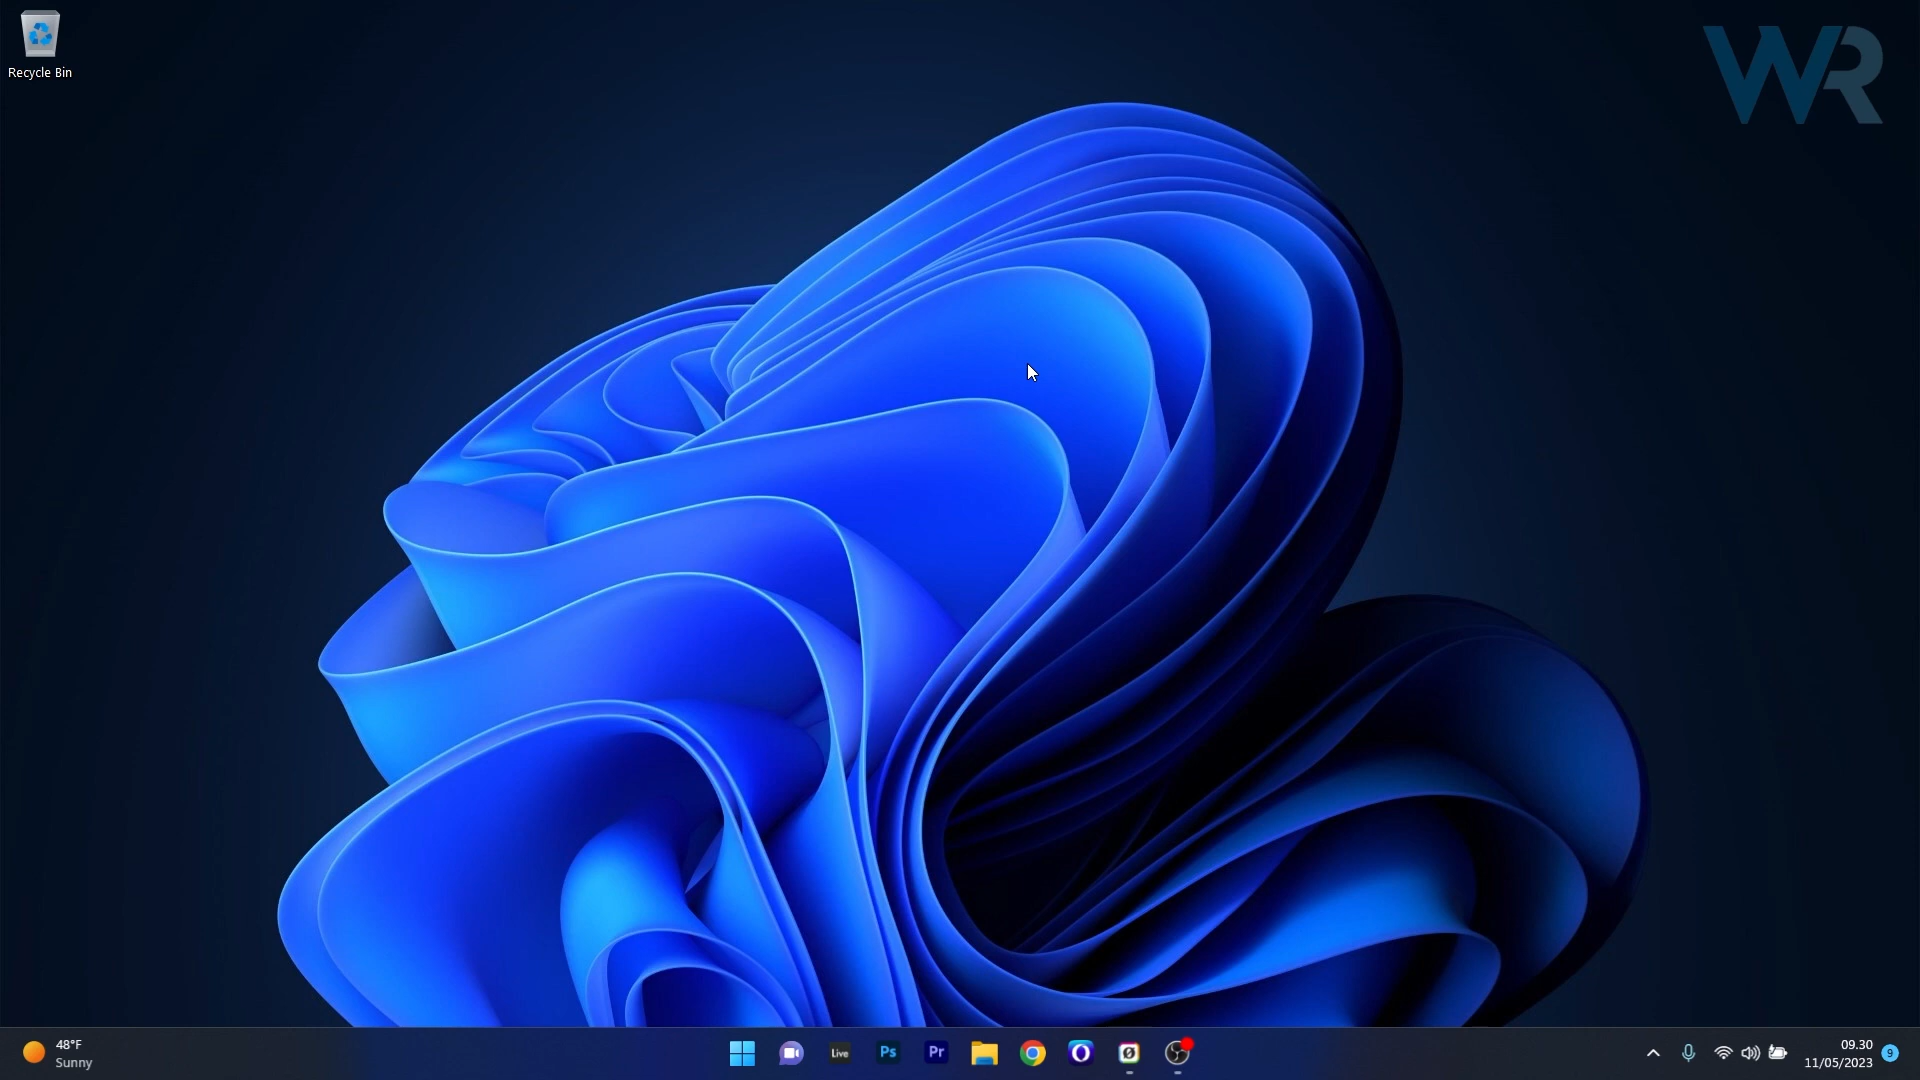 Recycle Bin
WR
48°F
Sunny
Live
Ps
Pr
09.30
11/05/2023
9